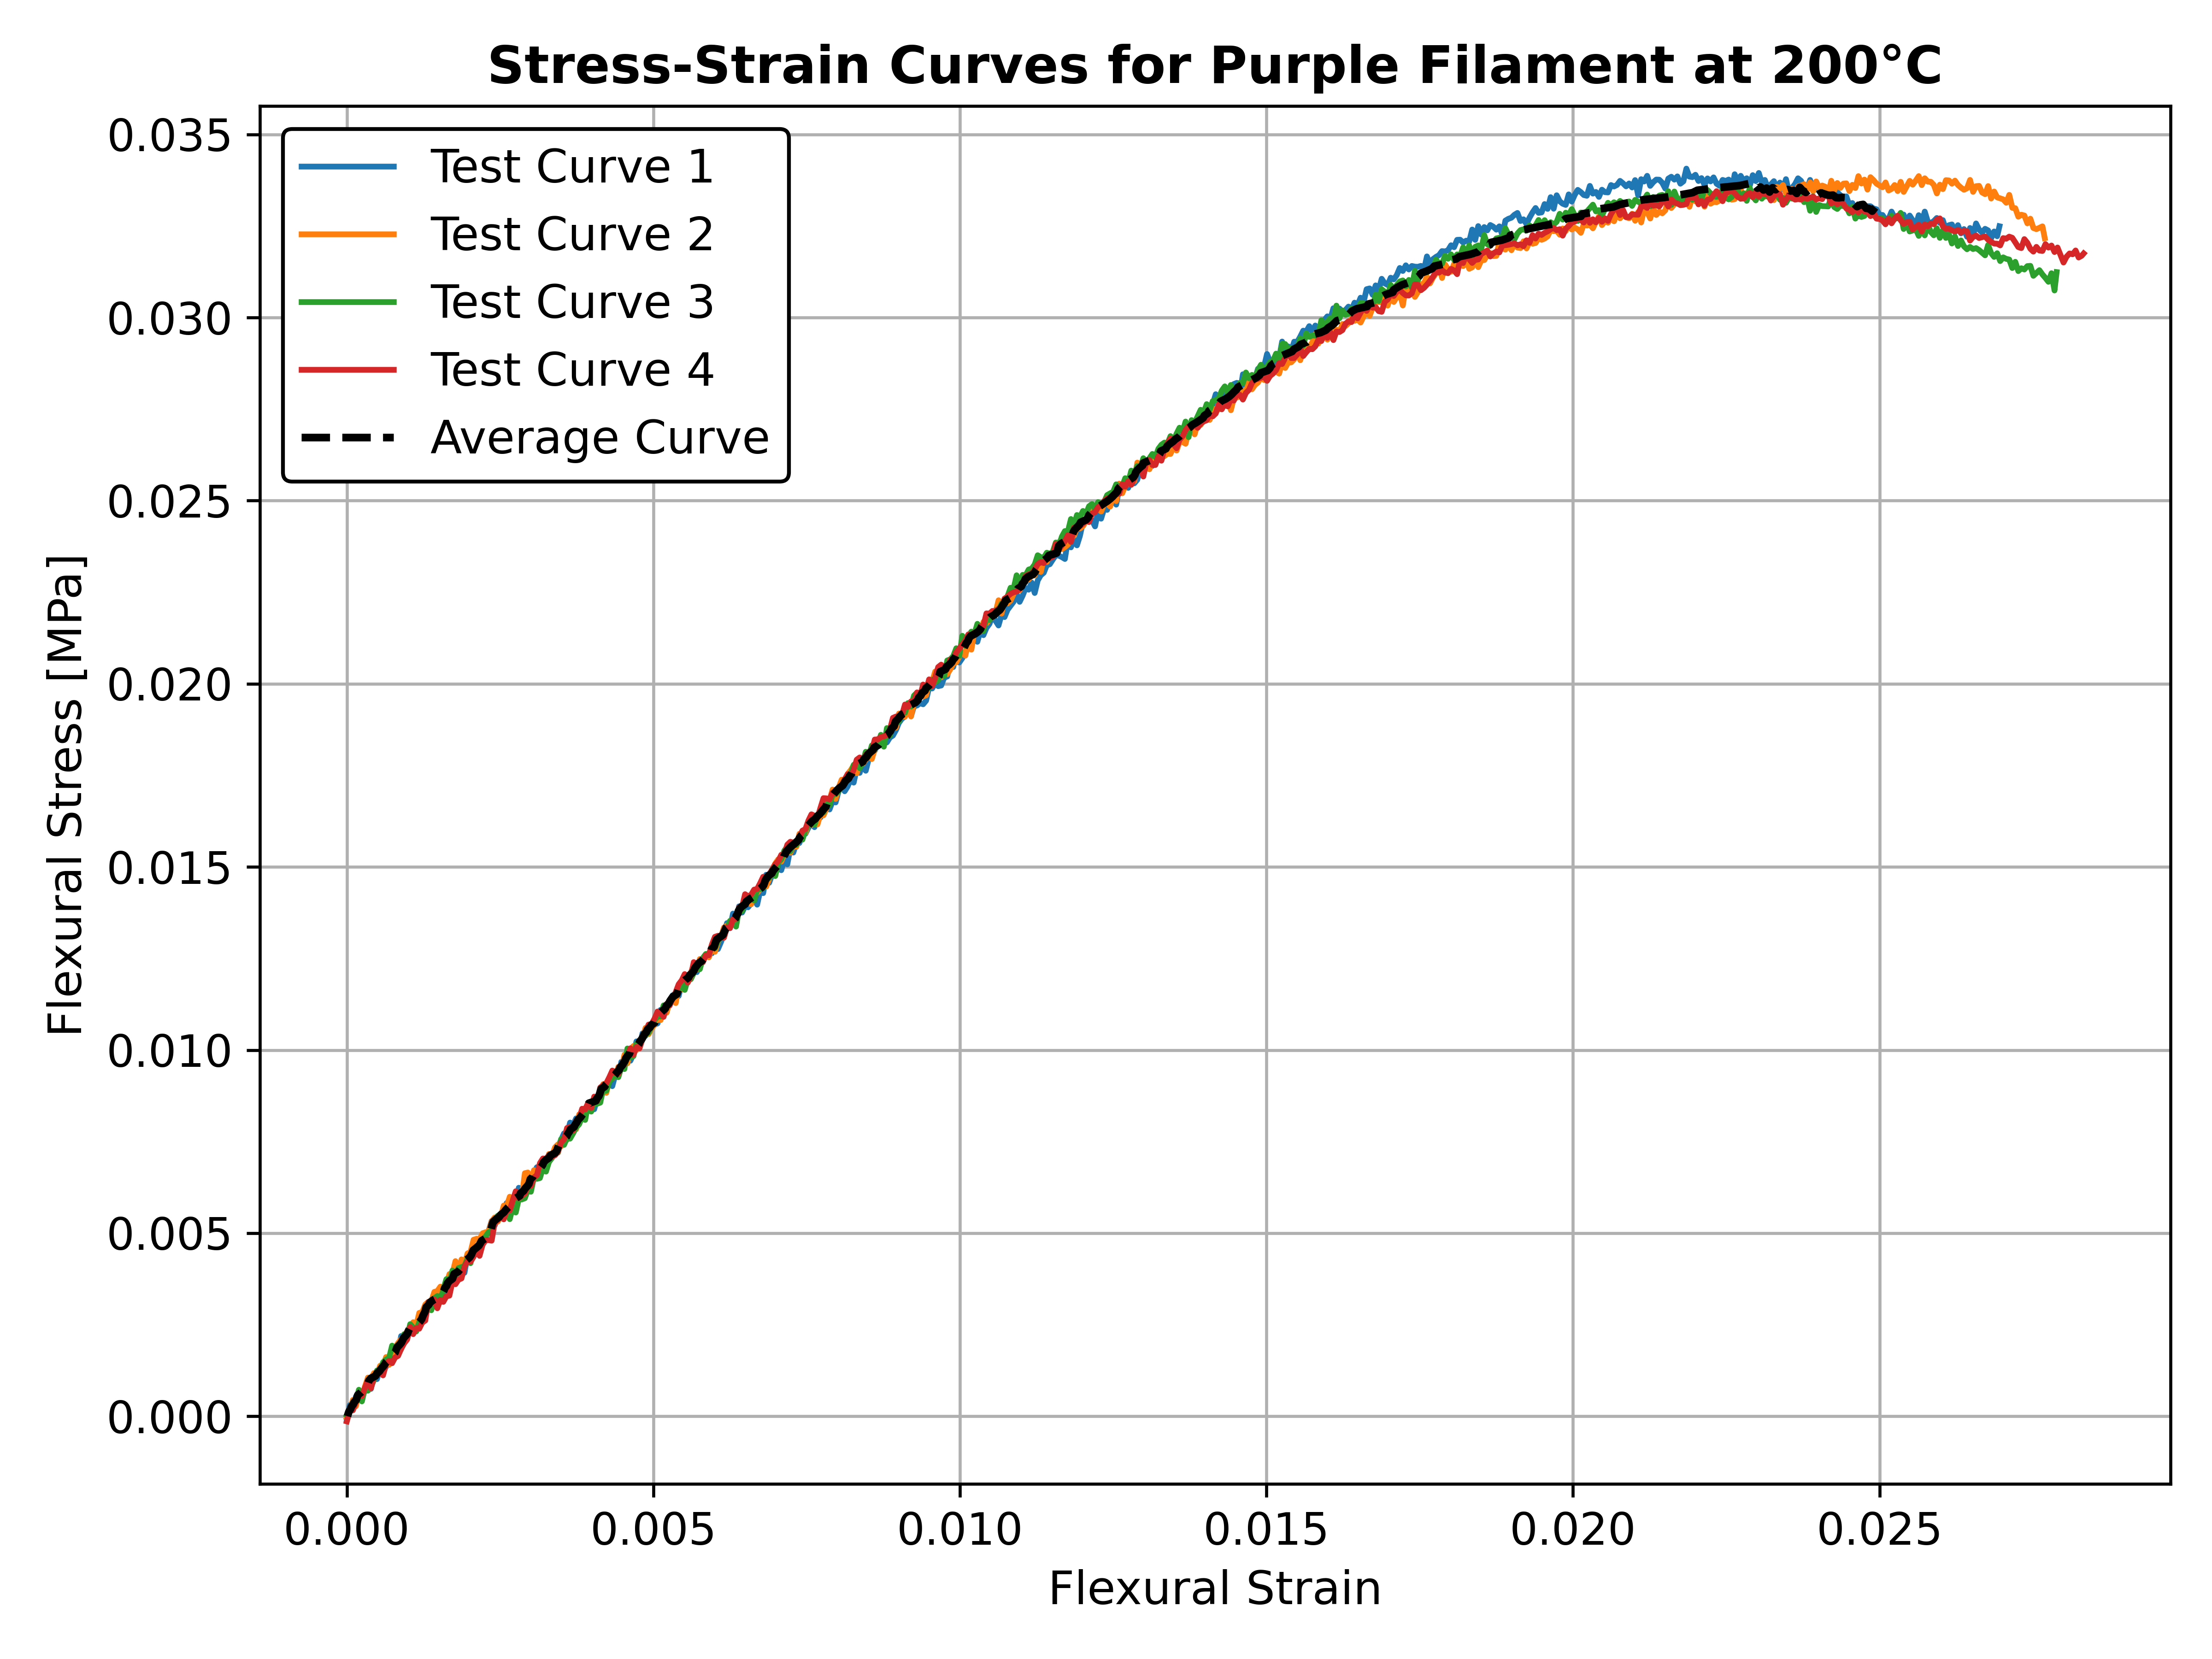 Stress-Strain Curves for Purple Filament at 200°C
0.035
0.030
0.025
0.020
0.015
0.010
0.005
0.000
Flexural Stress [MPa]
Test Curve 1
Test Curve 2
Test Curve 3
Test Curve 4
Average Curve
0.000 0.005 0.010 0.015 0.020 0.025
Flexural Strain